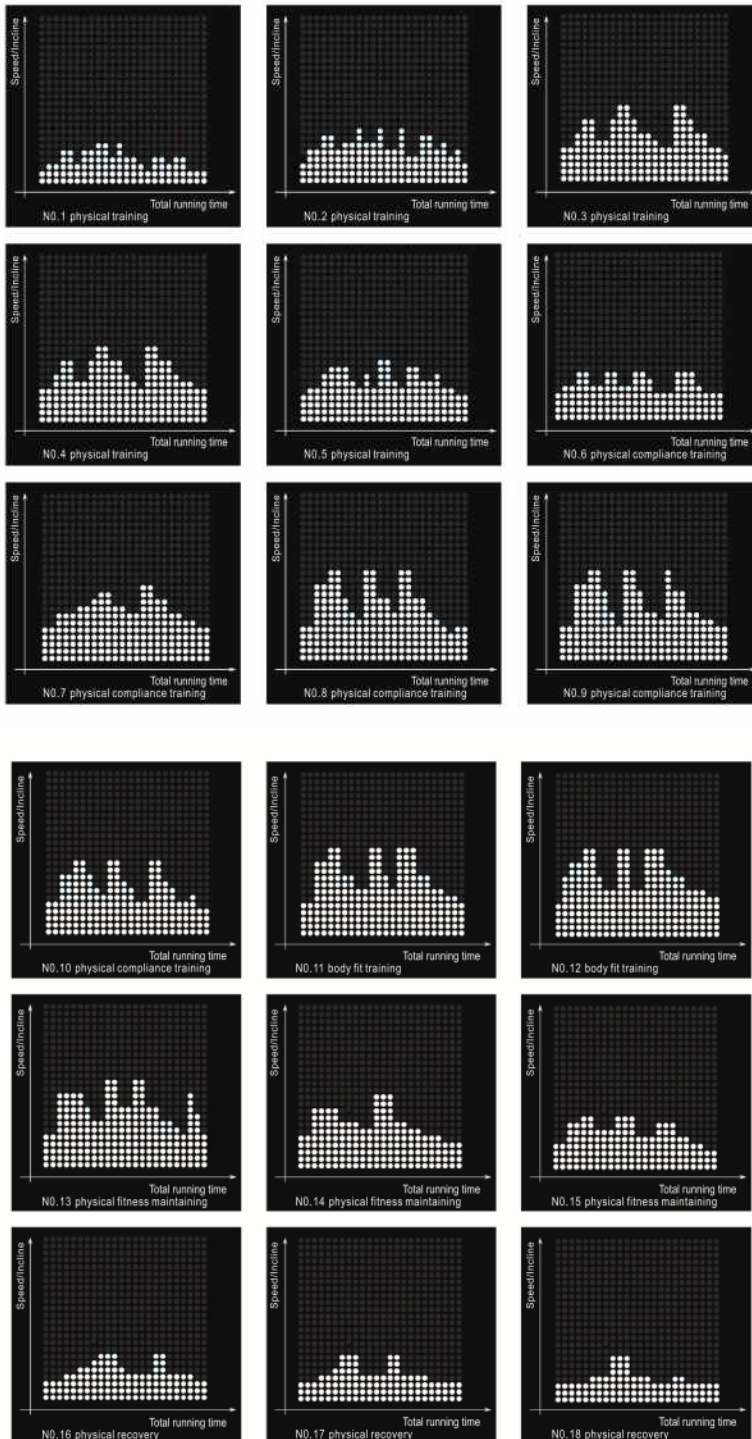 Speed/Incline
Total running time
N0.1 physical training
Speed/Incline
Total running time
N0.2 physical training
Speed/Incline
Total running time
N0.3 physical training
Speed/Incline
Total running time
N0.4 physical training
Speed/Incline
Total running time
N0.5 physical training
Speed/Incline
Total running time
N0.6 physical compliance training
Speed/Incline
Total running time
N0.7 physical compliance training
Speed/Incline
Total running time
N0.8 physical compliance training
Speed/Incline
Total running time
N0.9 physical compliance training
Speed/Incline
Total running time
N0.10 physical compliance training
Speed/Incline
Total running time
N0.11 body fit training
Speed/Incline
Total running time
N0.12 body fit training
Speed/Incline
Total running time
N0.13 physical fitness maintaining
Speed/Incline
Total running time
N0.14 physical fitness maintaining
Speed/Incline
Total running time
N0.15 physical fitness maintaining
Speed/Incline
Total running time
N0.16 physical recovery
Speed/Incline
Total running time
N0.17 physical recovery
Speed/Incline
Total running time
N0.18 physical recovery